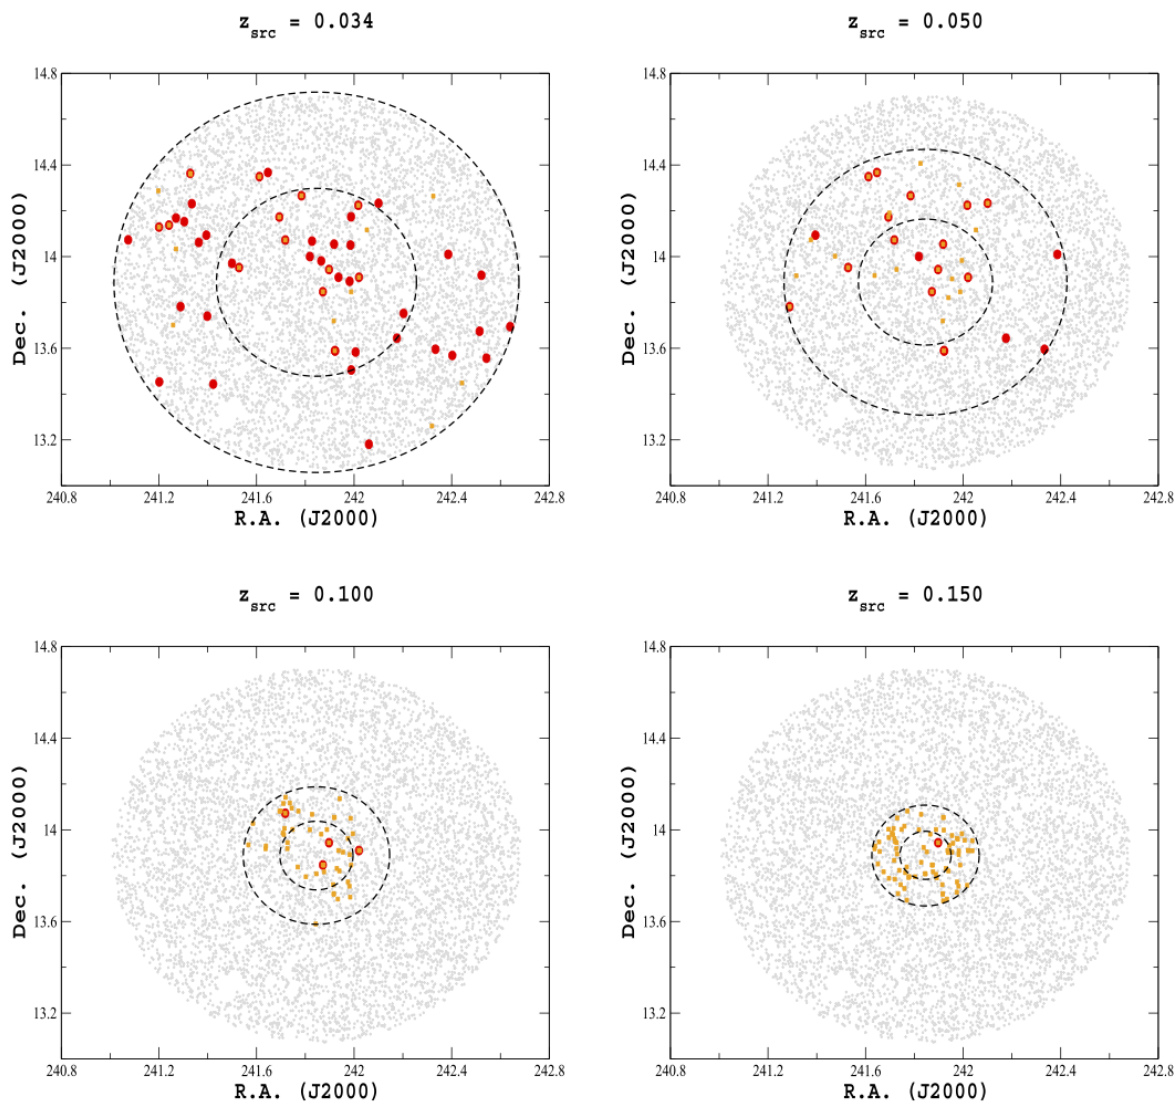 z_src = 0.034
z_src = 0.050
14.8
14.4
14
13.6
13.2
Dec. (J2000)
240.8 241.2 241.6 242 242.4 242.8
R.A. (J2000)
14.8
14.4
14
13.6
13.2
Dec. (J2000)
240.8 241.2 241.6 242 242.4 242.8
R.A. (J2000)
z_src = 0.100
z_src = 0.150
14.8
14.4
14
13.6
13.2
Dec. (J2000)
240.8 241.2 241.6 242 242.4 242.8
R.A. (J2000)
14.8
14.4
14
13.6
13.2
Dec. (J2000)
240.8 241.2 241.6 242 242.4 242.8
R.A. (J2000)